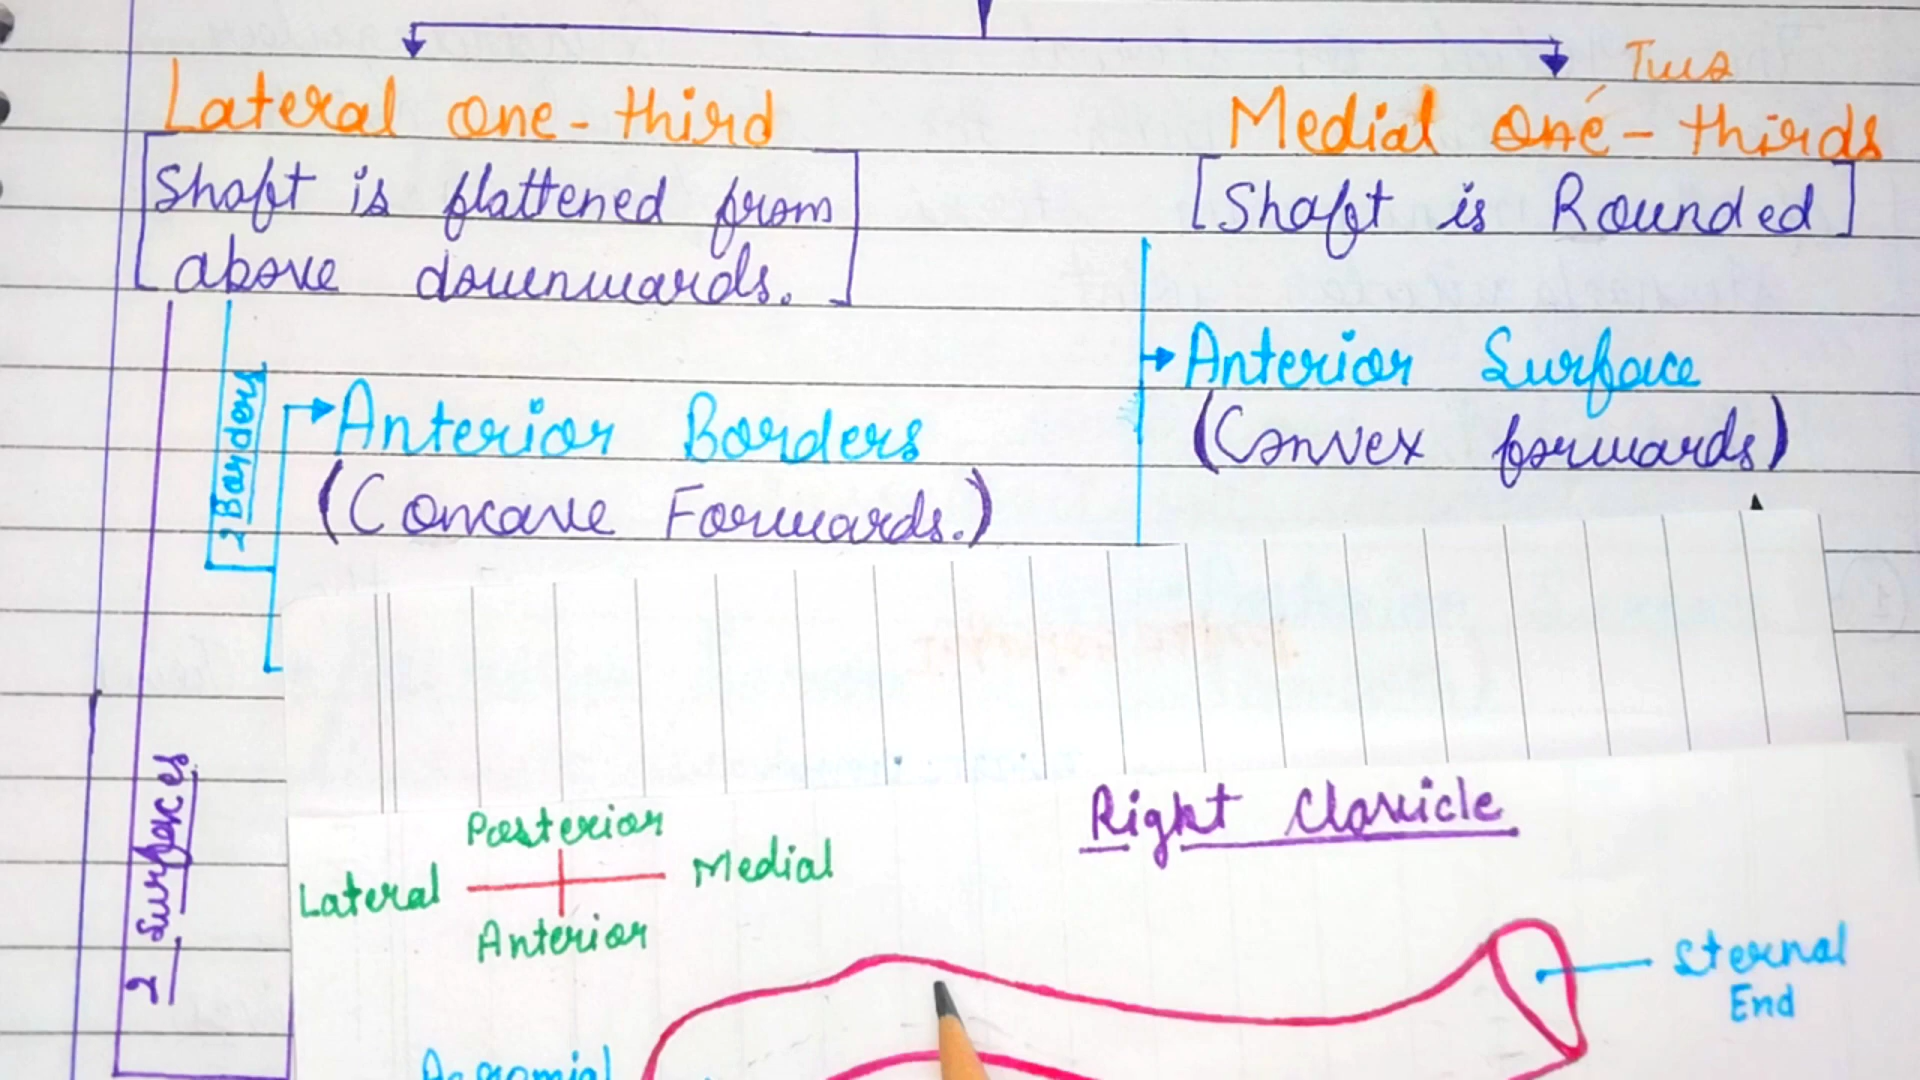 Lateral one-third
Shaft is flattened from
above downwards.
2 Borders
Anterior Borders
(Concave Forwards.)
2 Surfaces
Two
Medial One-thirds
[Shaft is Rounded]
Anterior Surface
(Convex forwards)
Right Clavicle
Posterior
Lateral
Medial
Anterior
Sternal
End
Acromial